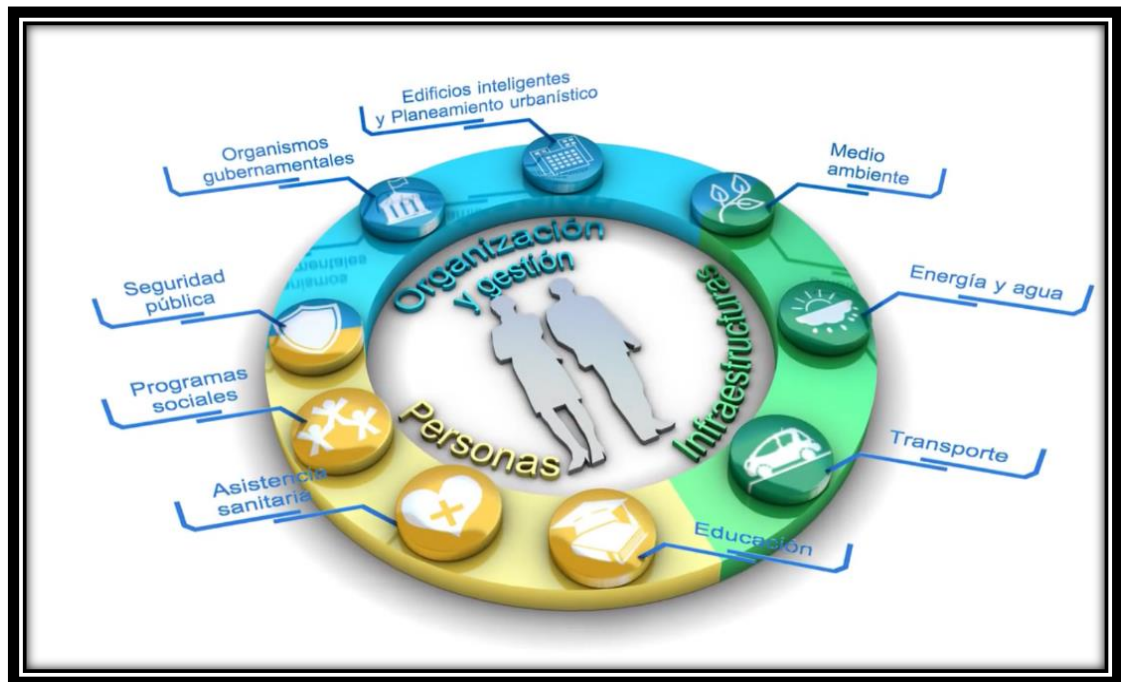 Edificios inteligentes
y Planeamiento urbanístico
Organismos
gubernamentales
Medio
ambiente
Seguridad
pública
Energía y agua
Programas
sociales
Transporte
Asistencia
sanitaria
Educación
Organización
y gestión
Infraestructuras
Personas